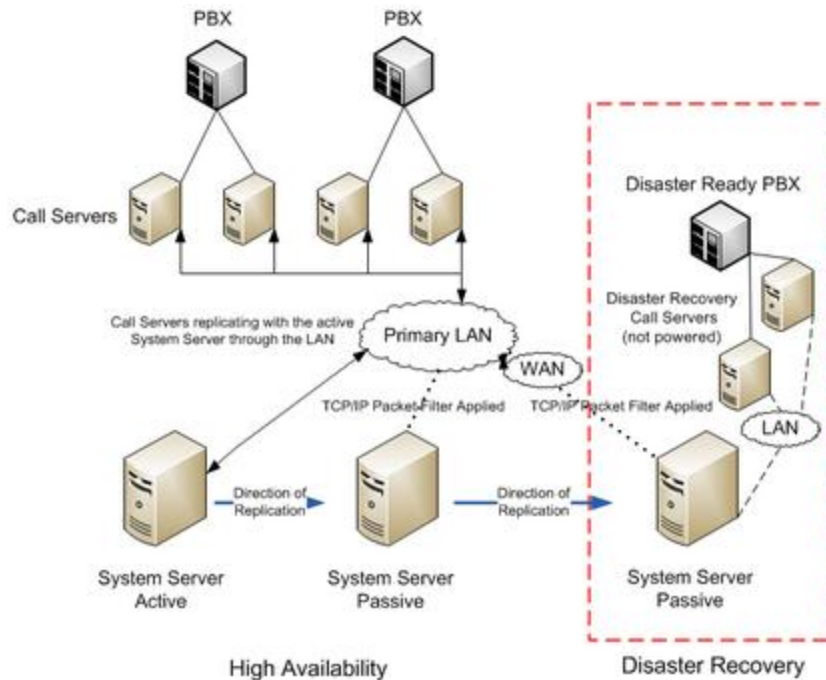 PBX
PBX
Call Servers
Disaster Ready PBX
Disaster Recovery
Call Servers
(not powered)
Call Servers replicating with the active
System Server through the LAN
Primary LAN
WAN
TCP/IP Packet Filter Applied
TCP/IP Packet Filter Applied
LAN
Direction of
Replication
Direction of
Replication
System Server
Active
System Server
Passive
System Server
Passive
High Availability
Disaster Recovery